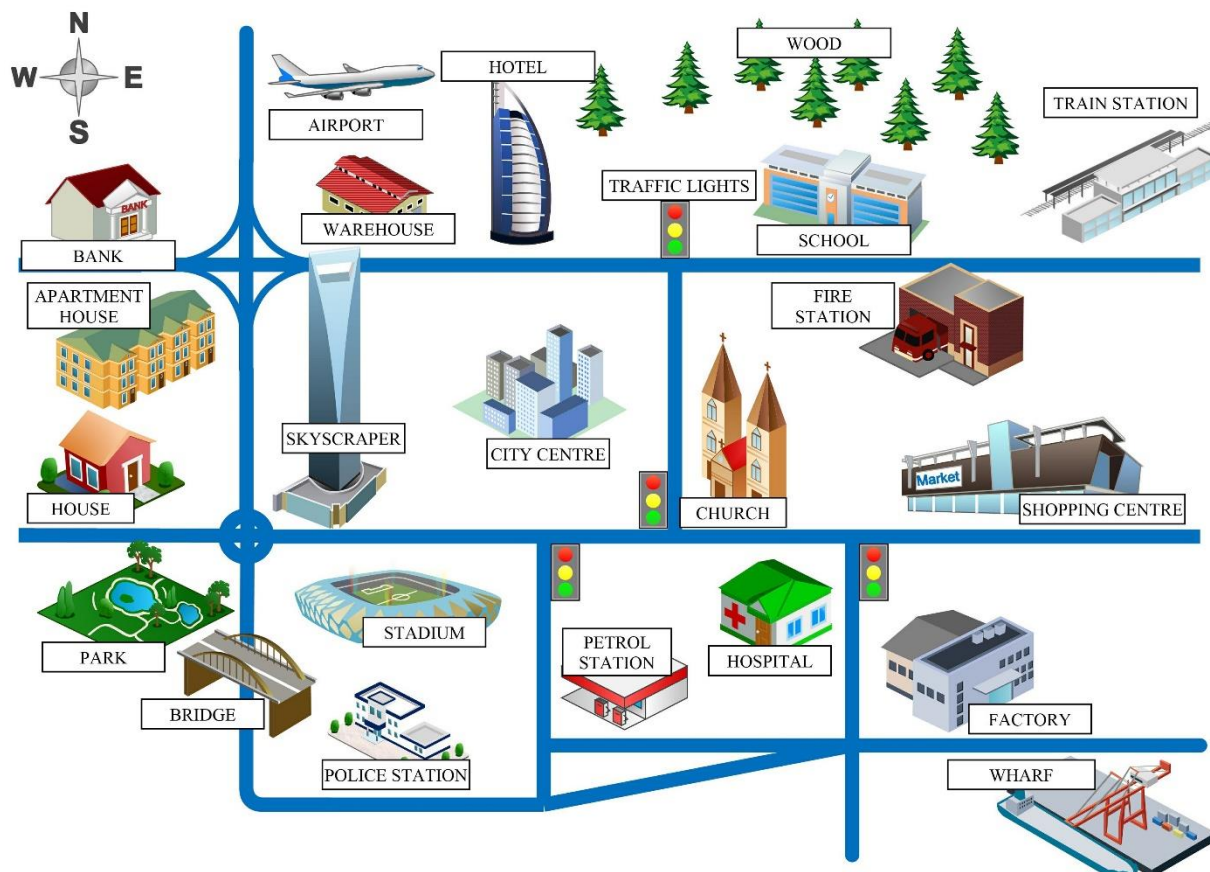 N
W E
S
AIRPORT
HOTEL
WOOD
TRAIN STATION
BANK
BANK
WAREHOUSE
TRAFFIC LIGHTS
SCHOOL
APARTMENT
HOUSE
FIRE
STATION
HOUSE
SKYSCRAPER
CITY CENTRE
CHURCH
Market
SHOPPING CENTRE
PARK
BRIDGE
STADIUM
POLICE STATION
PETROL
STATION
HOSPITAL
FACTORY
WHARF